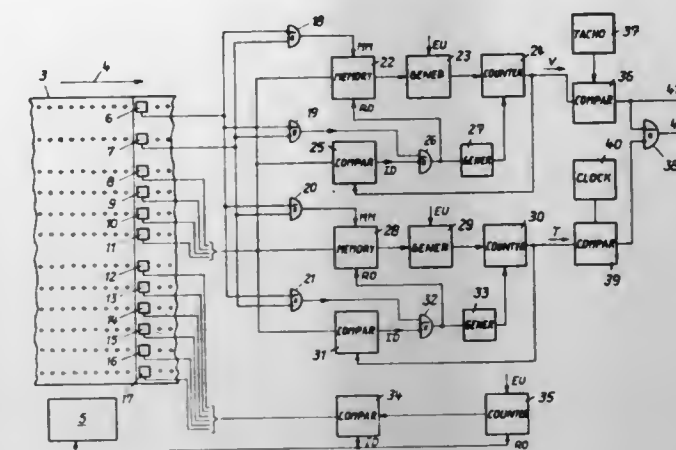 18
TACHO 37
MM 22 EU 23 24
3 4
MEMORY GENER COUNTER V 36
6 COMPAR 41
RO
7 19 26 27 40
25 38
8 COMPAR ID GENER CLOCK
9 20 EU
10 MM 28 29 30
11 MEMORY GENER COUNTER T COMPAR
RO 39
12 21 32 33
13
14 GENER
15 COMPAR ID
16 31 34 EU 35
17 COMPAR COUNTER
5 ID RO